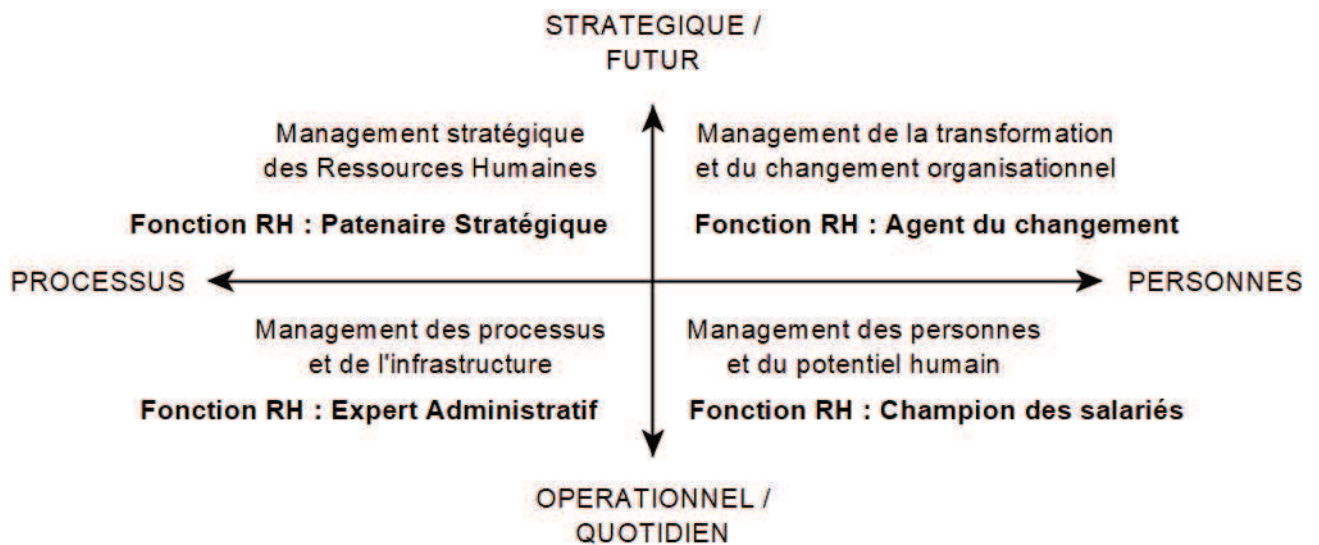 STRATEGIQUE /
FUTUR
Management stratégique
des Ressources Humaines
Fonction RH : Patenaire Stratégique
Management de la transformation
et du changement organisationnel
Fonction RH : Agent du changement
PROCESSUS
PERSONNES
Management des processus
et de l'infrastructure
Fonction RH : Expert Administratif
Management des personnes
et du potentiel humain
Fonction RH : Champion des salariés
OPERATIONNEL /
QUOTIDIEN